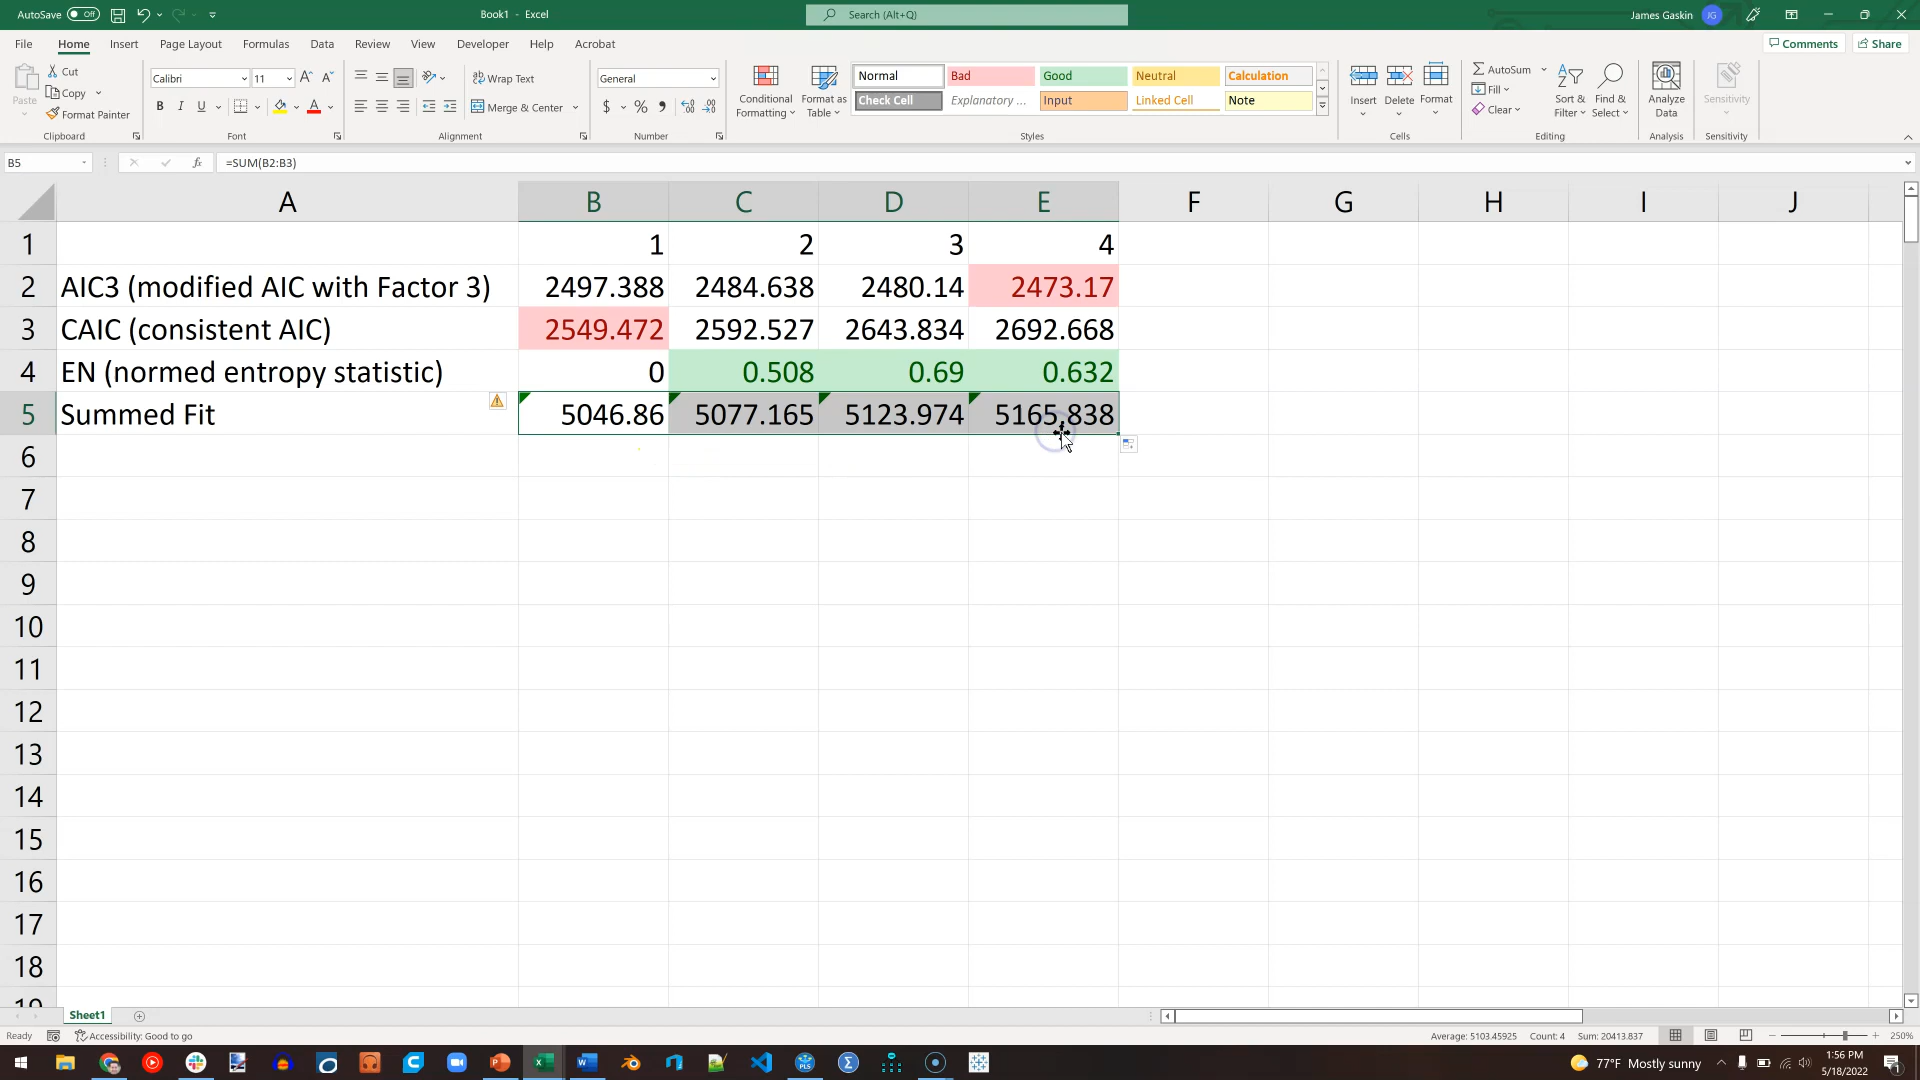 AutoSave Off
Book1 - Excel
Search (Alt+Q)
James Gaskin
JG
File Home Insert Page Layout Formulas Data Review View Developer Help Acrobat
Comments Share
Paste
Cut
Copy
Format Painter
Clipboard
Calibri 11
B I U
Font
Wrap Text
Merge & Center
Alignment
General
$ % ,
Number
Conditional Formatting
Format as Table
Normal Bad Good Neutral Calculation
Check Cell Explanatory ... Input Linked Cell Note
Styles
Insert Delete Format
Cells
AutoSum
Fill
Clear
Sort & Filter
Find & Select
Editing
Analyze Data
Analysis
Sensitivity
Sensitivity
B5
fx
=SUM(B2:B3)
A B C D E F G H I J
1 1 2 3 4
2 AIC3 (modified AIC with Factor 3) 2497.388 2484.638 2480.14 2473.17
3 CAIC (consistent AIC) 2549.472 2592.527 2643.834 2692.668
4 EN (normed entropy statistic) 0 0.508 0.69 0.632
5 Summed Fit 5046.86 5077.165 5123.974 5165.838
6
7
8
9
10
11
12
13
14
15
16
17
18
19
Sheet1
Ready
Accessibility: Good to go
Average: 5103.45925 Count: 4 Sum: 20413.837
250%
77°F Mostly sunny
1:56 PM
5/18/2022